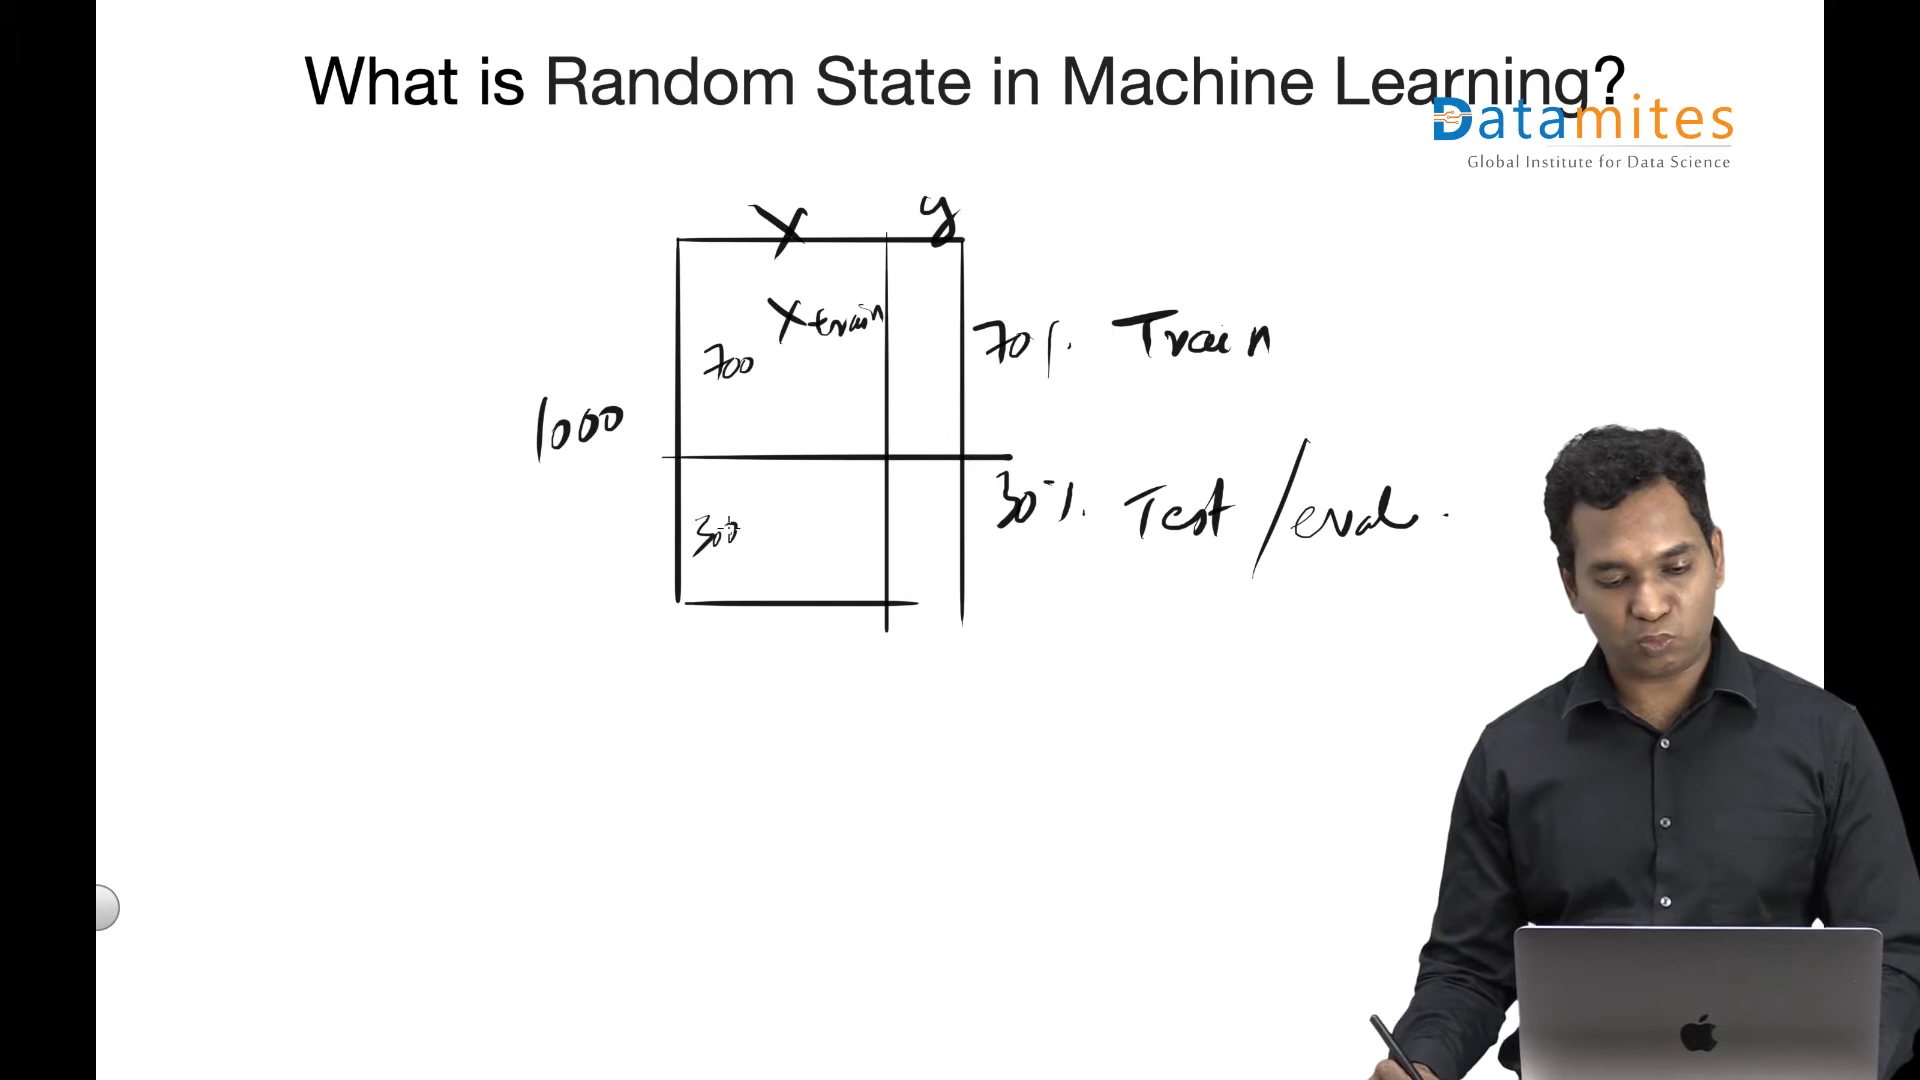 What is Random State in Machine Learning?
Datamites
Global Institute for Data Science
X y
Xtrain
700
70%. Train
1000
30%. Test/eval.
300